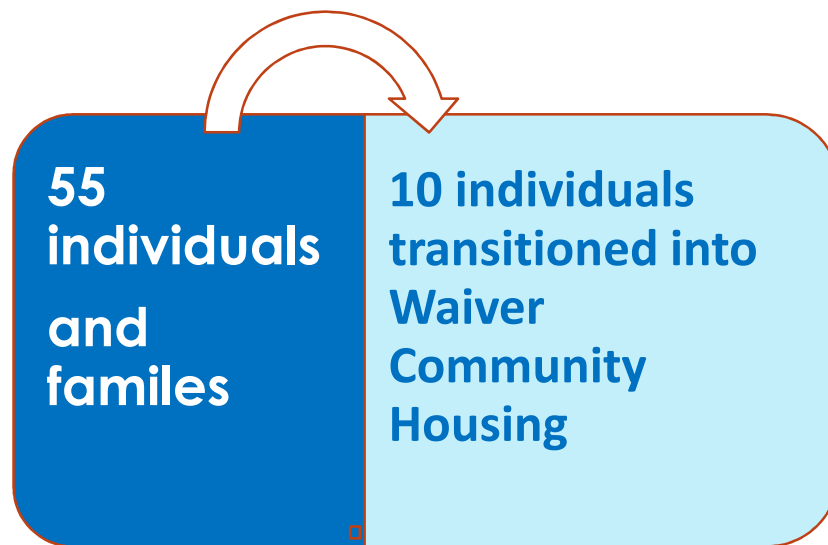 55
individuals
and
familes
10 individuals
transitioned into
Waiver
Community
Housing